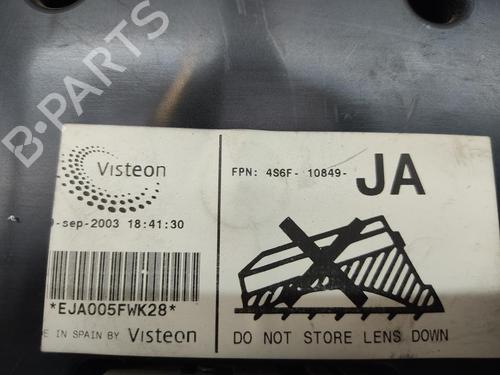 B-PARTS
Visteon
FPN: 4S6F- 10849- JA
-sep-2003 18:41:30
*EJA005FWK28*
E IN SPAIN BY Visteon
DO NOT STORE LENS DOWN